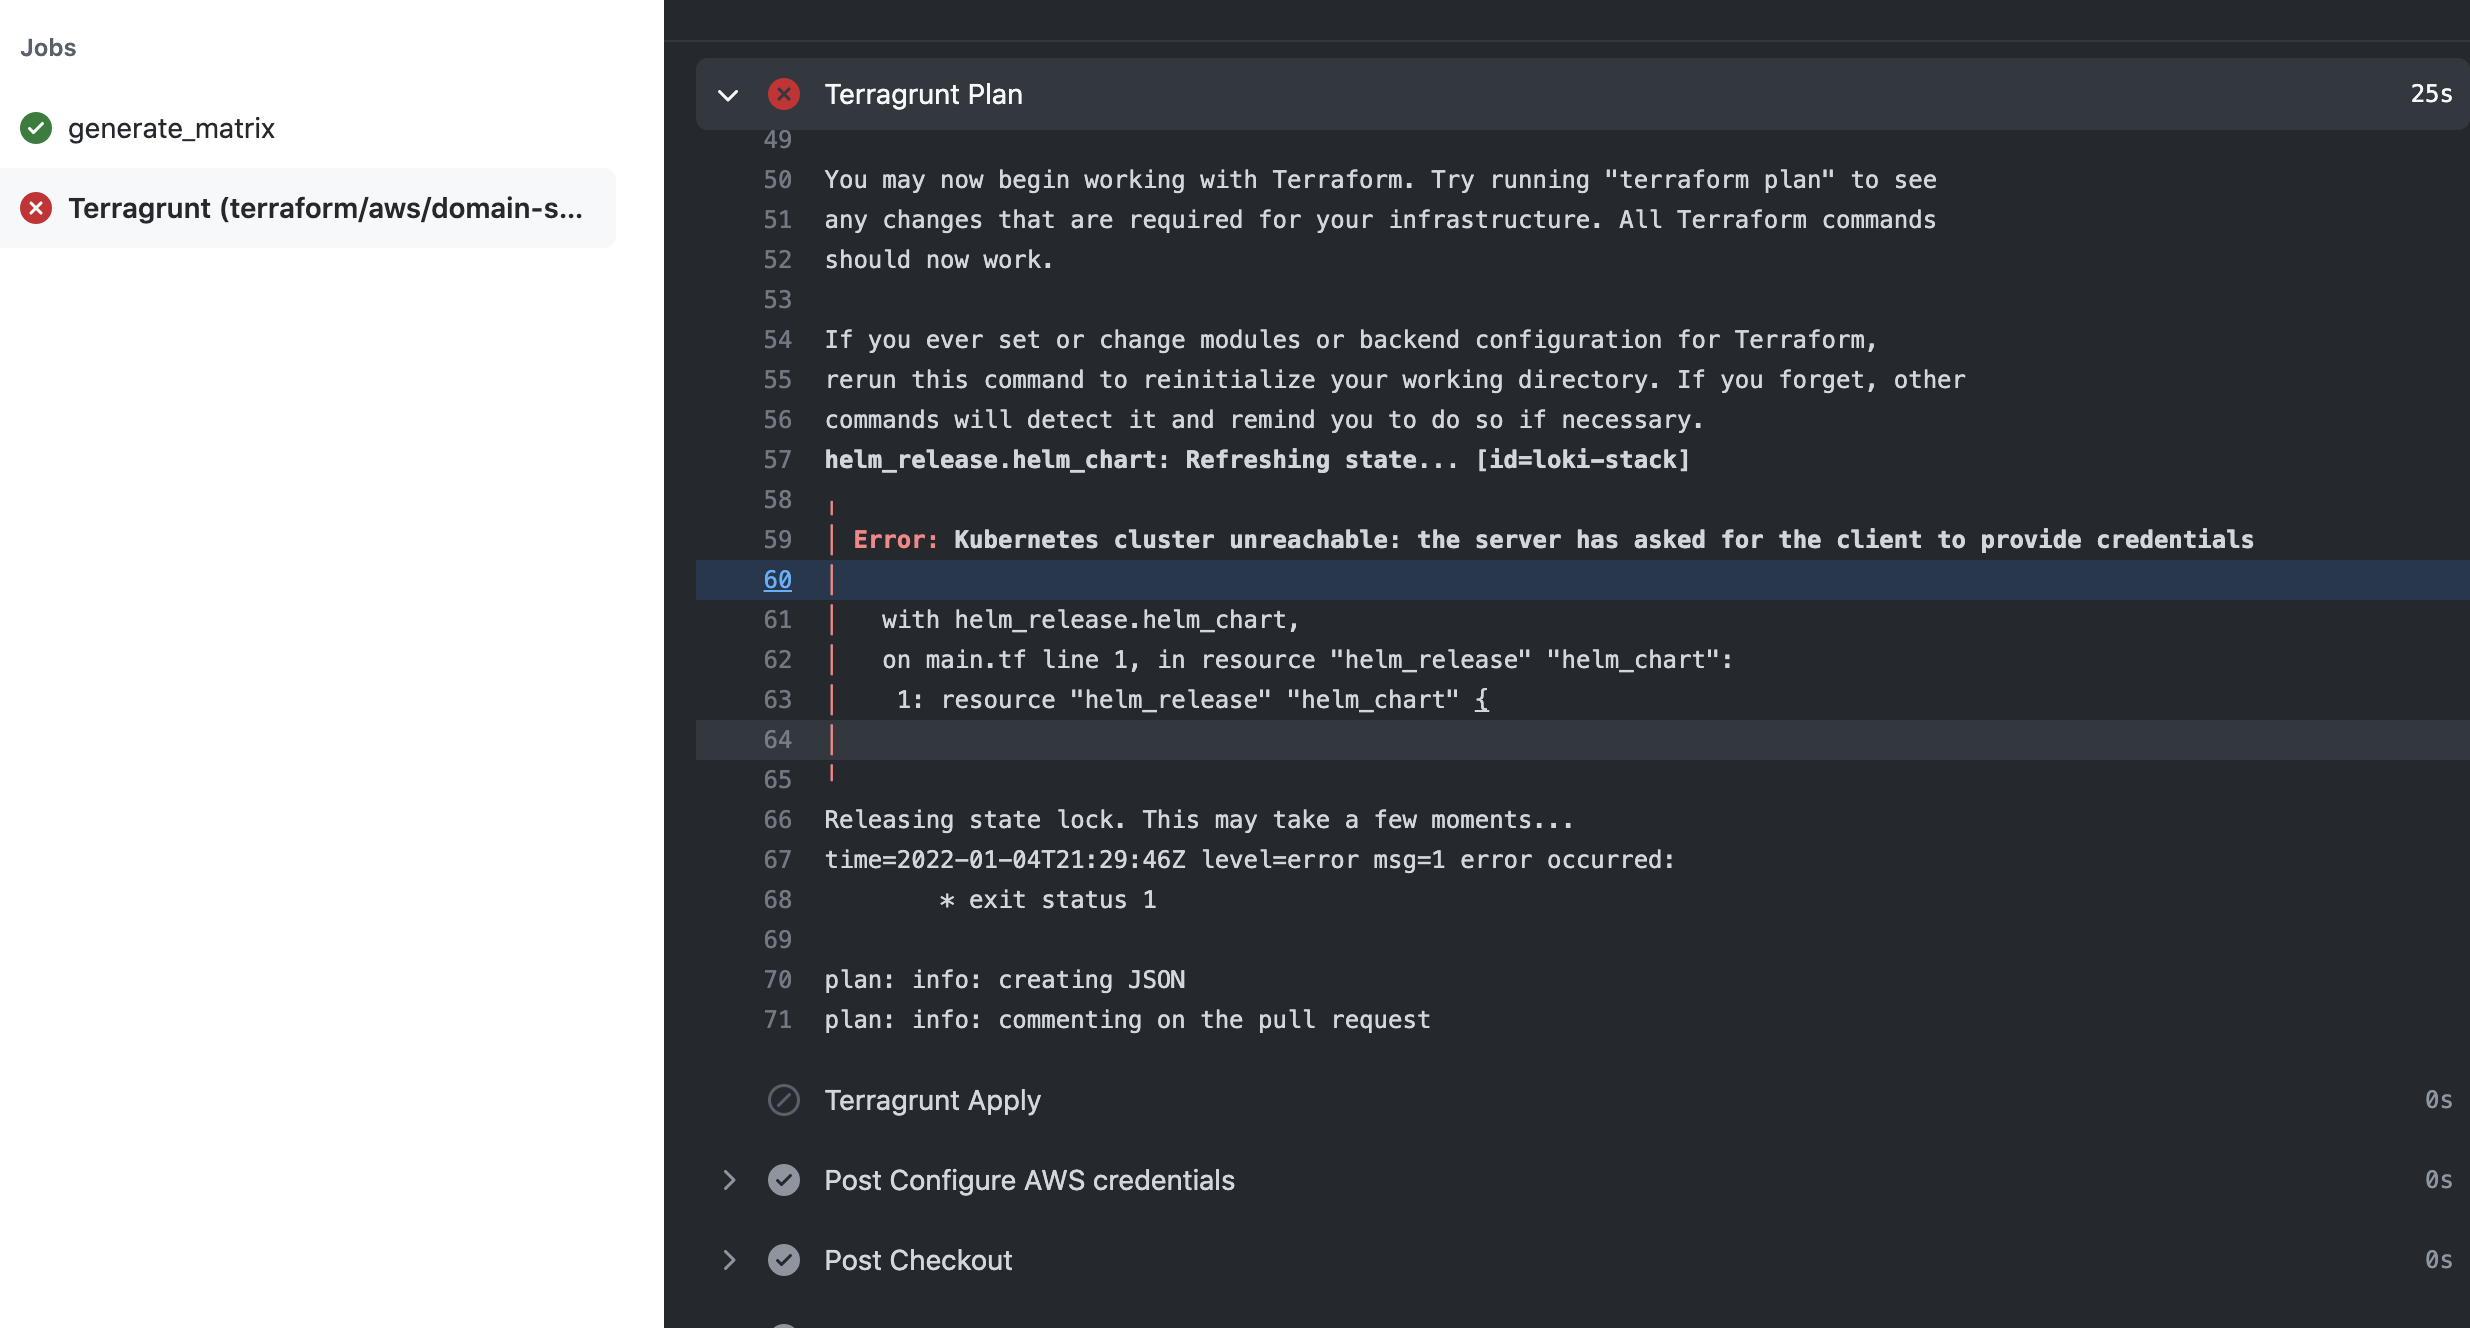 Jobs
generate_matrix
Terragrunt (terraform/aws/domain-s...
Terragrunt Plan 25s
49
50 You may now begin working with Terraform. Try running "terraform plan" to see
51 any changes that are required for your infrastructure. All Terraform commands
52 should now work.
53
54 If you ever set or change modules or backend configuration for Terraform,
55 rerun this command to reinitialize your working directory. If you forget, other
56 commands will detect it and remind you to do so if necessary.
57 helm_release.helm_chart: Refreshing state... [id=loki-stack]
58 ╷
59 │ Error: Kubernetes cluster unreachable: the server has asked for the client to provide credentials
60 │
61 │   with helm_release.helm_chart,
62 │   on main.tf line 1, in resource "helm_release" "helm_chart":
63 │    1: resource "helm_release" "helm_chart" {
64 │
65 ╵
66 Releasing state lock. This may take a few moments...
67 time=2022-01-04T21:29:46Z level=error msg=1 error occurred:
68         * exit status 1
69
70 plan: info: creating JSON
71 plan: info: commenting on the pull request
Terragrunt Apply 0s
Post Configure AWS credentials 0s
Post Checkout 0s